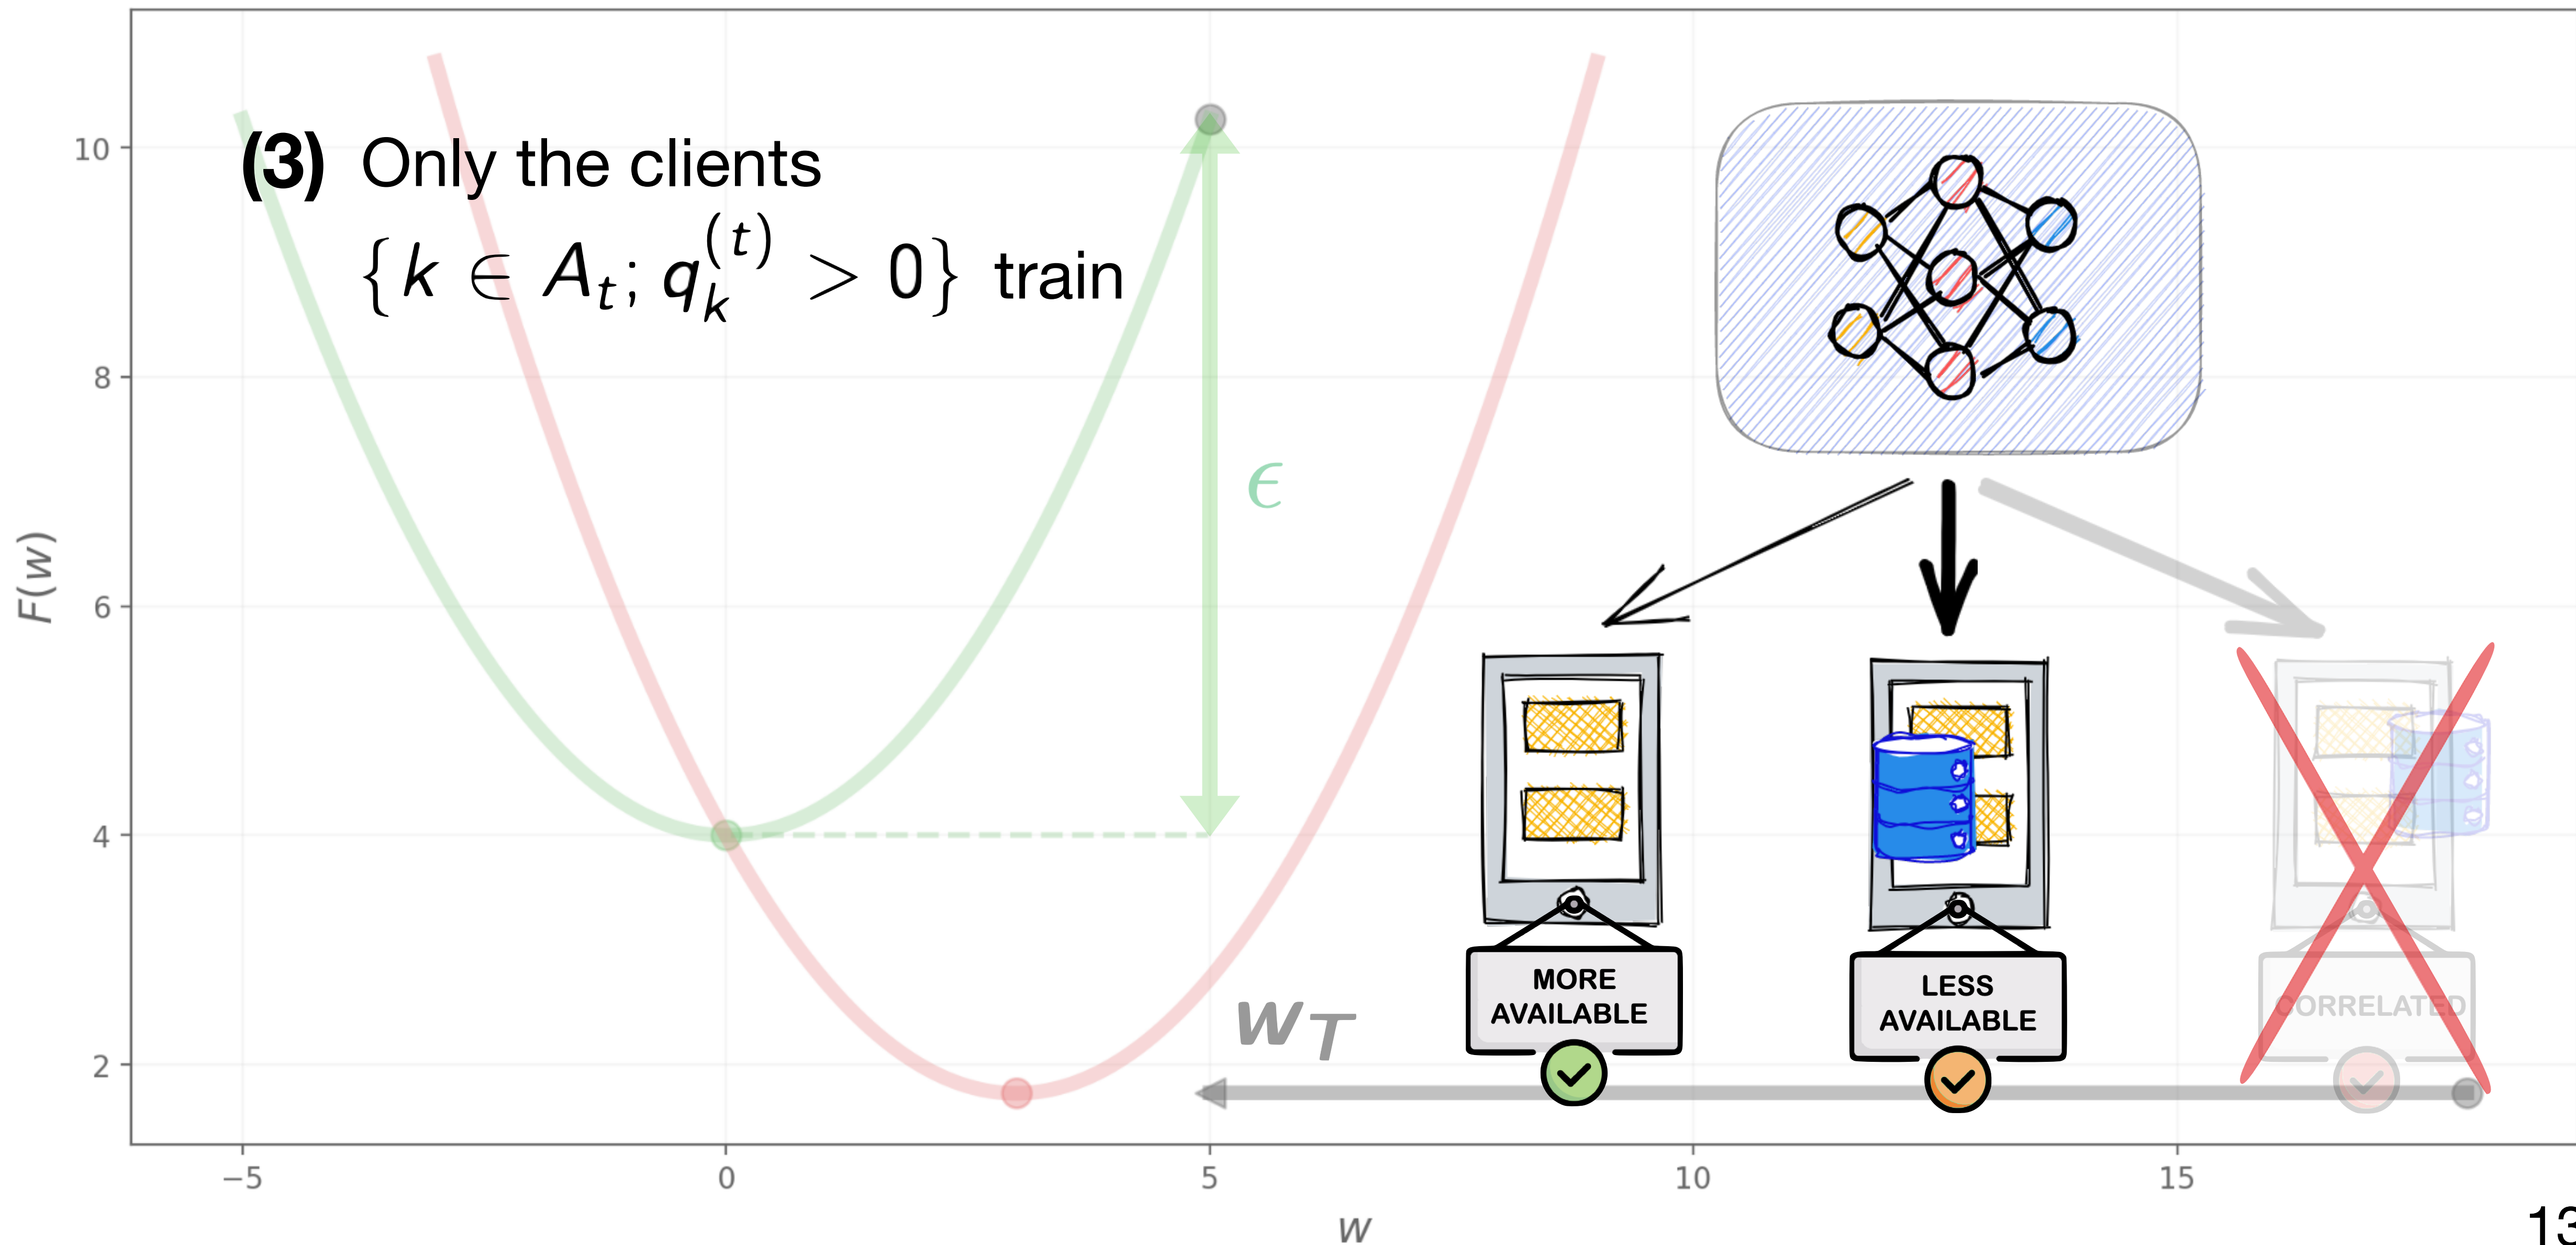 (3) Only the clients
{k ∈ A_t; q_k^{(t)} > 0} train
10
8
6
4
2
F(w)
ϵ
w_T
MORE
AVAILABLE
LESS
AVAILABLE
CORRELATED
−5
0
5
10
15
w
13